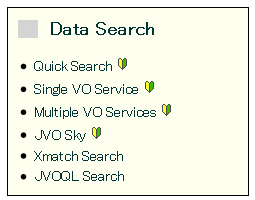 Data Search
Quick Search
Single VO Service
Multiple VO Services
JVO Sky
Xmatch Search
JVOQL Search